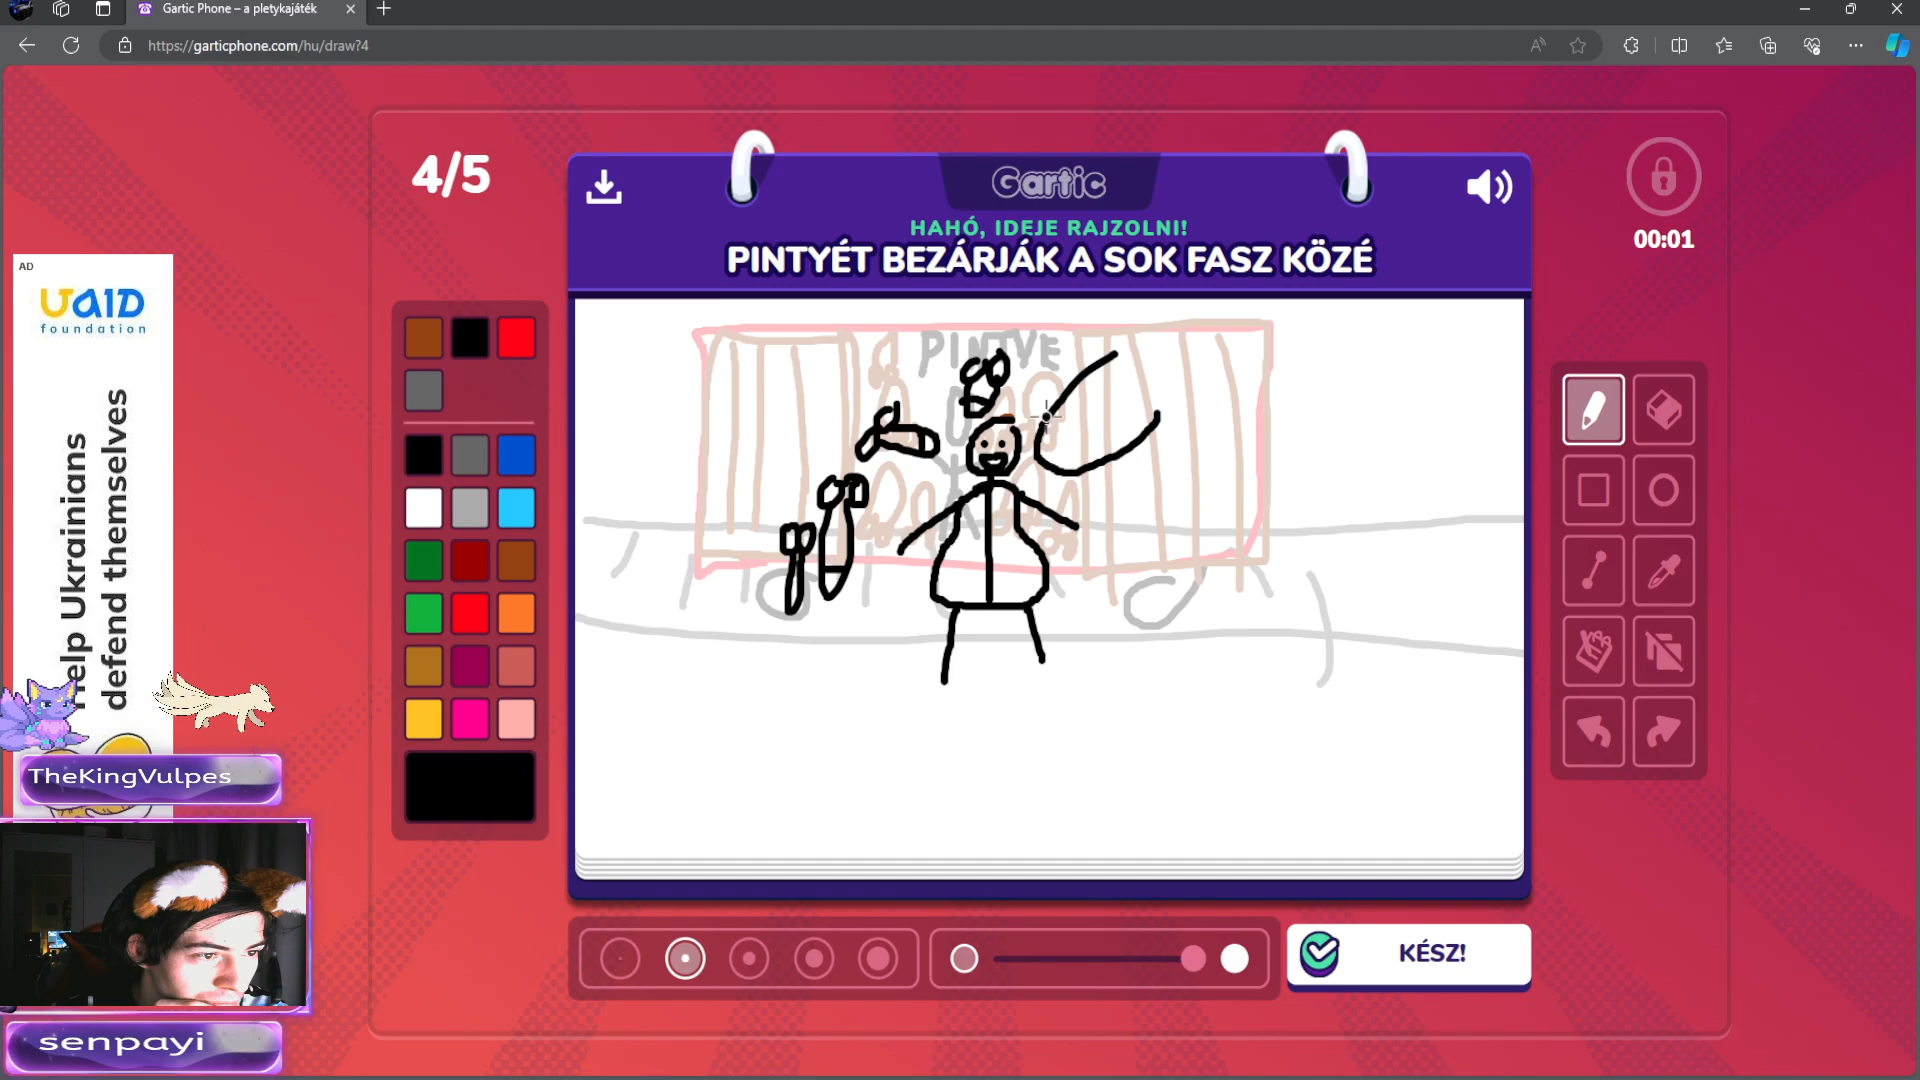 Gartic Phone – a pletykajáték
https://garticphone.com/hu/draw?4
4/5
Gartic
HAHÓ, IDEJE RAJZOLNI!
PINTYÉT BEZÁRJÁK A SOK FASZ KÖZÉ
00:01
AD
UAID
foundation
Help Ukrainians
defend themselves
PINTYE
TheKingVulpes
senpayi
KÉSZ!